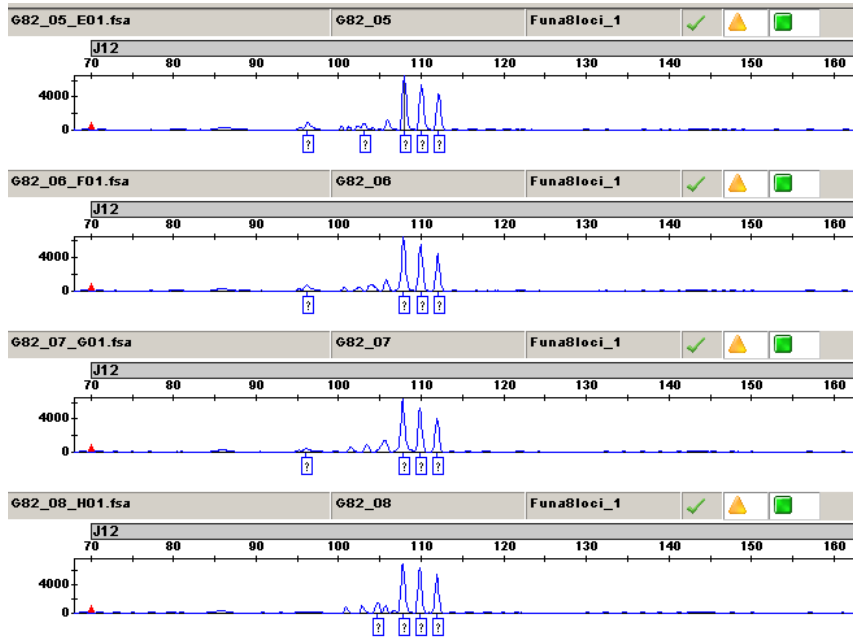 G82_05_E01.fsa G82_05 Funa8loci_1
J12
70 80 90 100 110 120 130 140 150 160
4000
0
? ? ? ? ?
G82_06_F01.fsa G82_06 Funa8loci_1
J12
70 80 90 100 110 120 130 140 150 160
4000
0
? ? ? ?
G82_07_G01.fsa G82_07 Funa8loci_1
J12
70 80 90 100 110 120 130 140 150 160
4000
0
? ? ? ?
G82_08_H01.fsa G82_08 Funa8loci_1
J12
70 80 90 100 110 120 130 140 150 160
4000
0
? ? ? ?